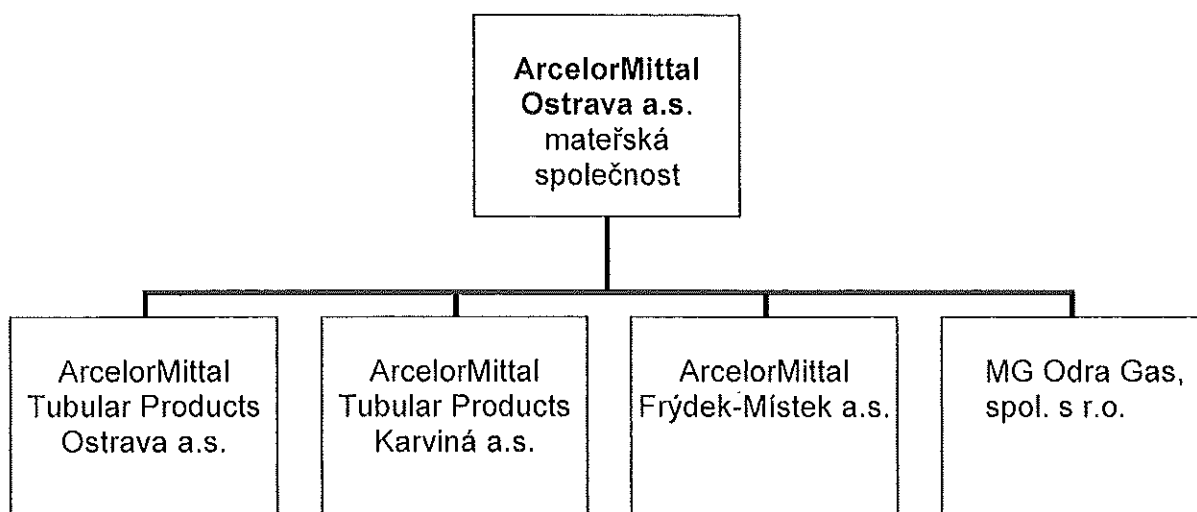 ArcelorMittal
Ostrava a.s.
mateřská
společnost
ArcelorMittal
Tubular Products
Ostrava a.s.
ArcelorMittal
Tubular Products
Karviná a.s.
ArcelorMittal
Frýdek-Místek a.s.
MG Odra Gas,
spol. s r.o.